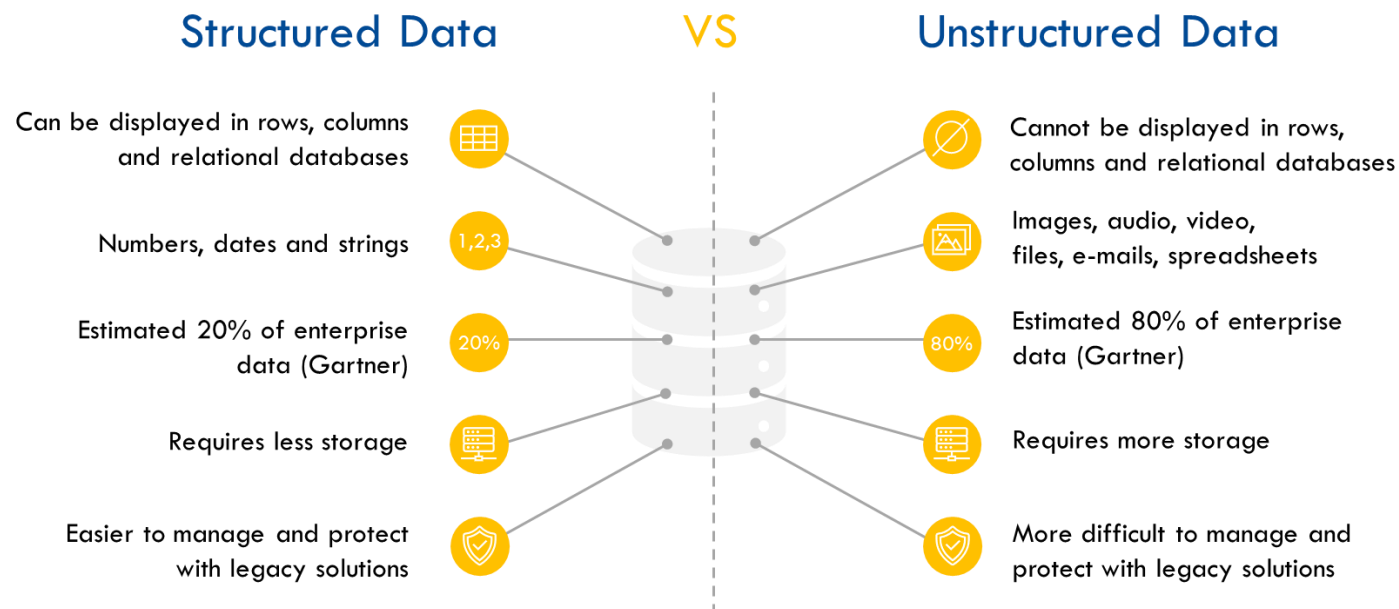 Structured Data
VS
Unstructured Data
Can be displayed in rows, columns
and relational databases
Numbers, dates and strings
1,2,3
Estimated 20% of enterprise
data (Gartner)
20%
Requires less storage
Easier to manage and protect
with legacy solutions
Cannot be displayed in rows,
columns and relational databases
Images, audio, video,
files, e-mails, spreadsheets
80%
Estimated 80% of enterprise
data (Gartner)
Requires more storage
More difficult to manage and
protect with legacy solutions